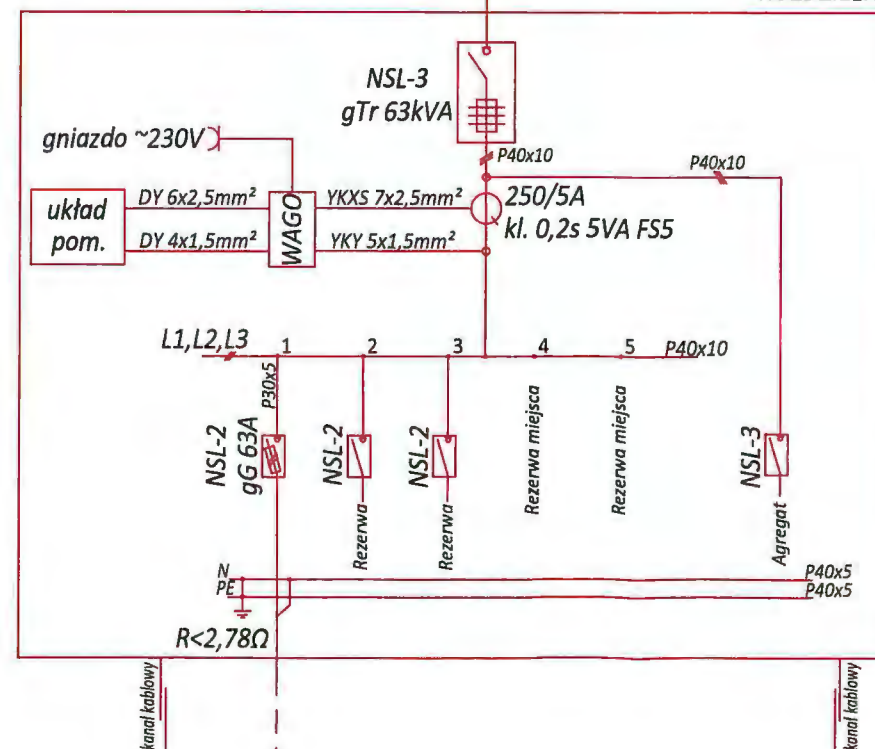 NSL-3
gTr 63kVA
P40x10
P40x10
gniazdo ~230V
układ
pom.
DY 6x2,5mm²
DY 4x1,5mm²
WAGO
YKXS 7x2,5mm²
YKY 5x1,5mm²
250/5A
kl. 0,2s 5VA FS5
L1,L2,L3
1
2
3
4
5
P40x10
P30x5
NSL-2
gG 63A
NSL-2
Rezerwa
NSL-2
Rezerwa
Rezerwa miejsca
Rezerwa miejsca
NSL-3
Agregat
N
PE
P40x5
P40x5
R<2,78Ω
kanał kablowy
kanał kablowy